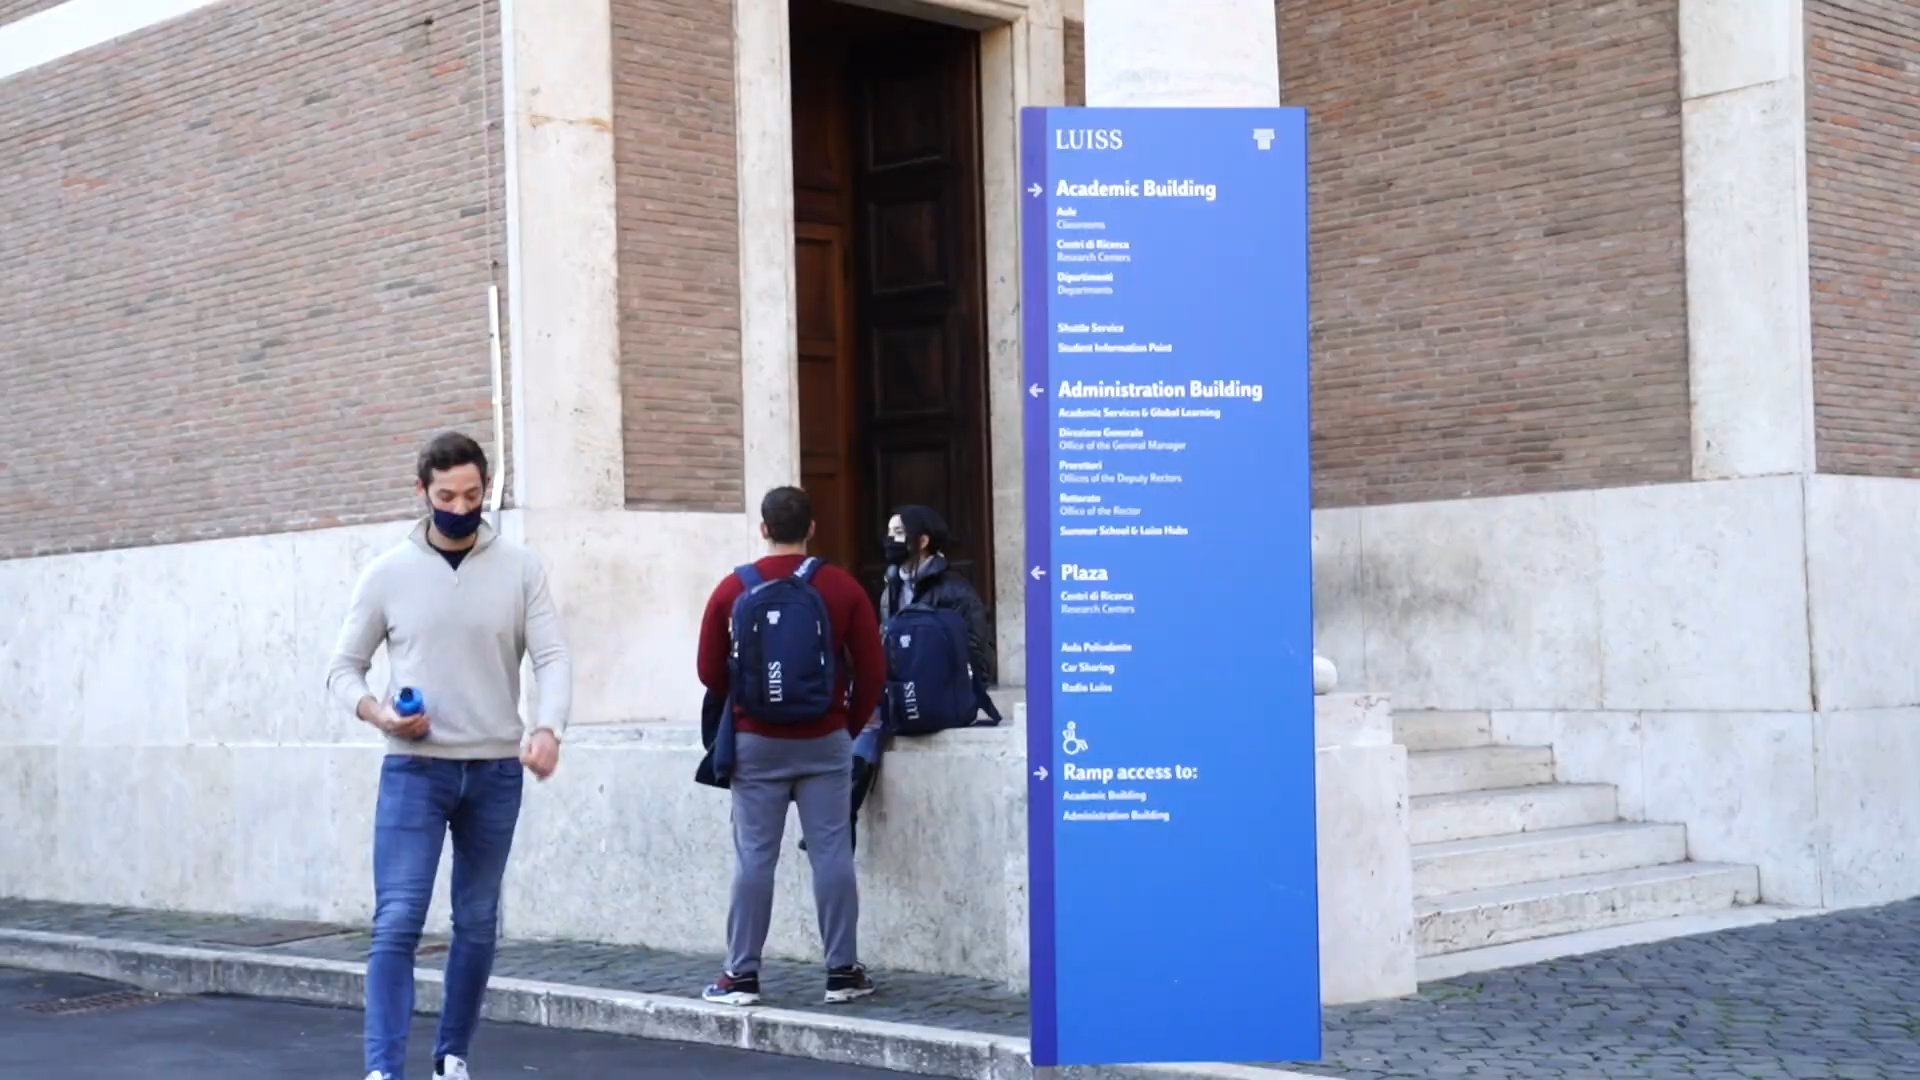 LUISS
Academic Building
Aule
Classrooms
Centri di Ricerca
Research Centers
Dipartimenti
Departments
Shuttle Service
Student Information Point
Administration Building
Academic Services & Global Learning
Direzione Generale
Office of the General Manager
Prorettori
Offices of the Deputy Rectors
Rettorato
Office of the Rector
Summer School & Luiss Hubs
Plaza
Centri di Ricerca
Research Centers
Aula Polivalente
Car Sharing
Radio Luiss
Ramp access to:
Academic Building
Administration Building
LUISS
LUISS